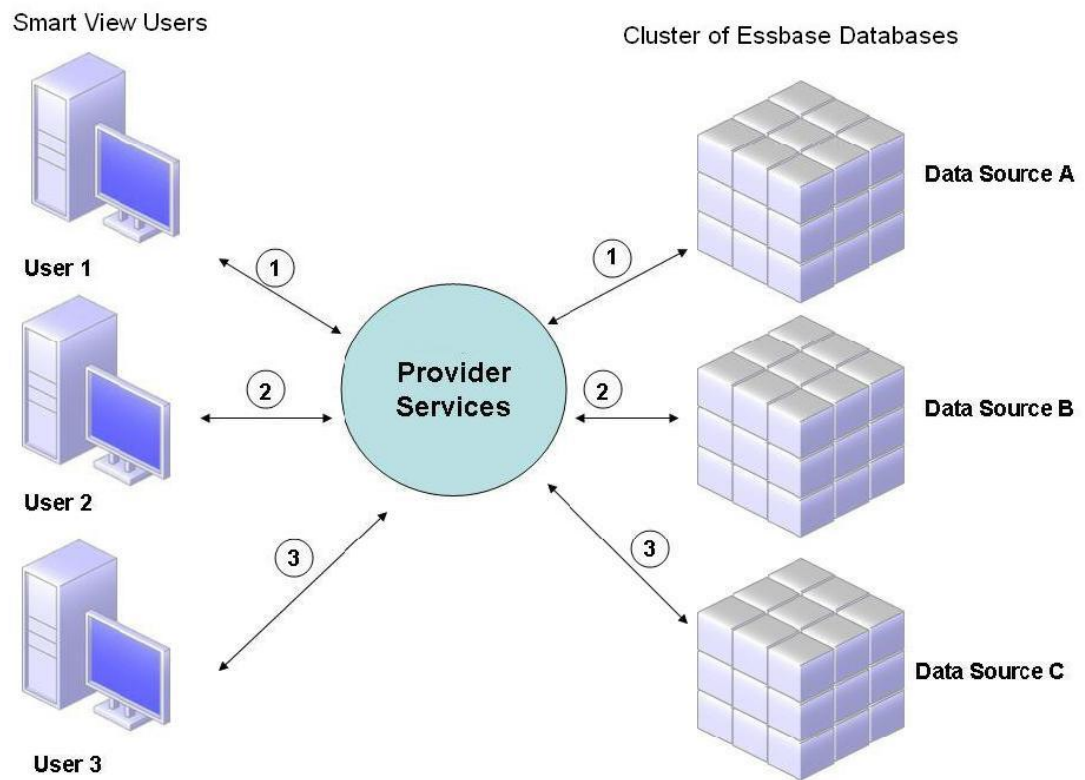 Smart View Users
Cluster of Essbase Databases
Data Source A
User 1
1
1
Provider
Services
2
2
Data Source B
User 2
3
3
Data Source C
User 3